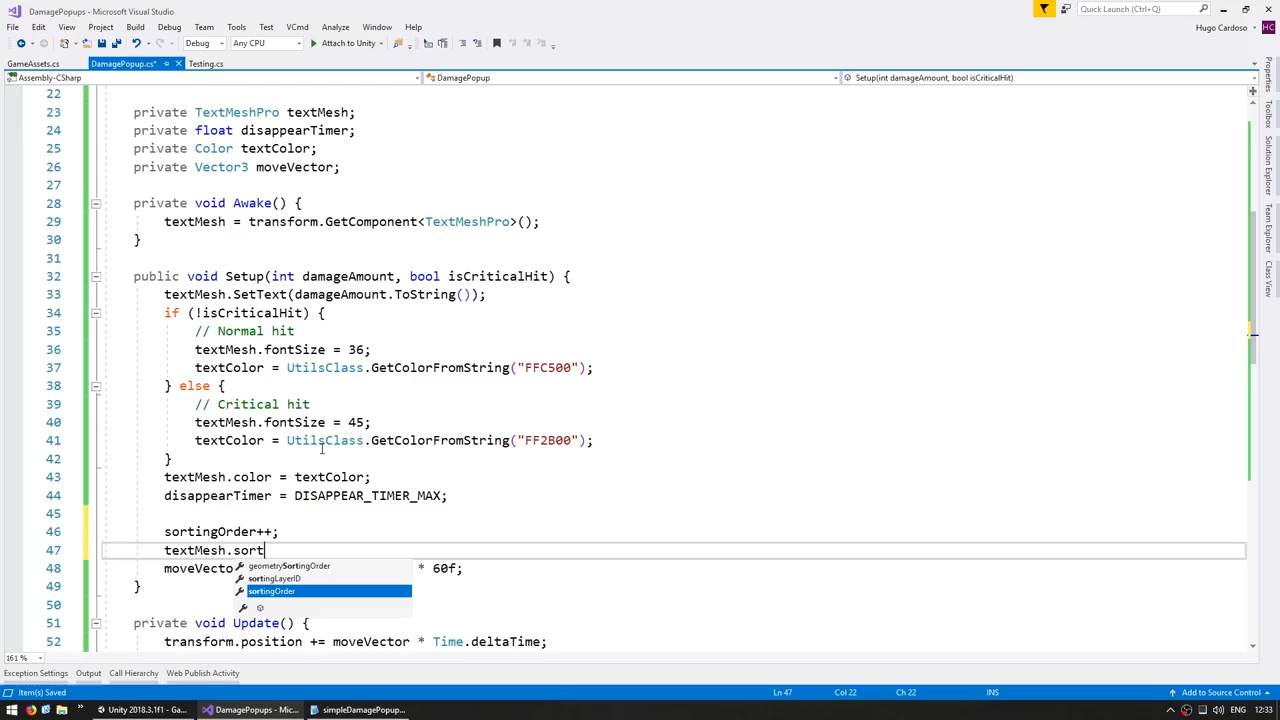 DamagePopups - Microsoft Visual Studio
Quick Launch (Ctrl+Q)
File Edit View Project Build Debug Team Tools Test VCmd Analyze Window Help
Hugo Cardoso HC
Debug Any CPU Attach to Unity
GameAssets.cs DamagePopup.cs* Testing.cs
Assembly-CSharp DamagePopup Setup(int damageAmount, bool isCriticalHit)
22
23 private TextMeshPro textMesh;
24 private float disappearTimer;
25 private Color textColor;
26 private Vector3 moveVector;
27
28 private void Awake() {
29 textMesh = transform.GetComponent<TextMeshPro>();
30 }
31
32 public void Setup(int damageAmount, bool isCriticalHit) {
33 textMesh.SetText(damageAmount.ToString());
34 if (!isCriticalHit) {
35 // Normal hit
36 textMesh.fontSize = 36;
37 textColor = UtilsClass.GetColorFromString("FFC500");
38 } else {
39 // Critical hit
40 textMesh.fontSize = 45;
41 textColor = UtilsClass.GetColorFromString("FF2B00");
42 }
43 textMesh.color = textColor;
44 disappearTimer = DISAPPEAR_TIMER_MAX;
45
46 sortingOrder++;
47 textMesh.sort
geometrySortingOrder
48 moveVecto * 60f;
sortingLayerID
49 }
sortingOrder
50
51 private void Update() {
52 transform.position += moveVector * Time.deltaTime;
Properties
Toolbox
Solution Explorer
Team Explorer
Class View
161 %
Exception Settings Output Call Hierarchy Web Publish Activity
Item(s) Saved Ln 47 Col 22 Ch 22 INS Add to Source Control
Unity 2018.3.1f1 - Ga... DamagePopups - Mic... simpleDamagePopup... ENG 12:33